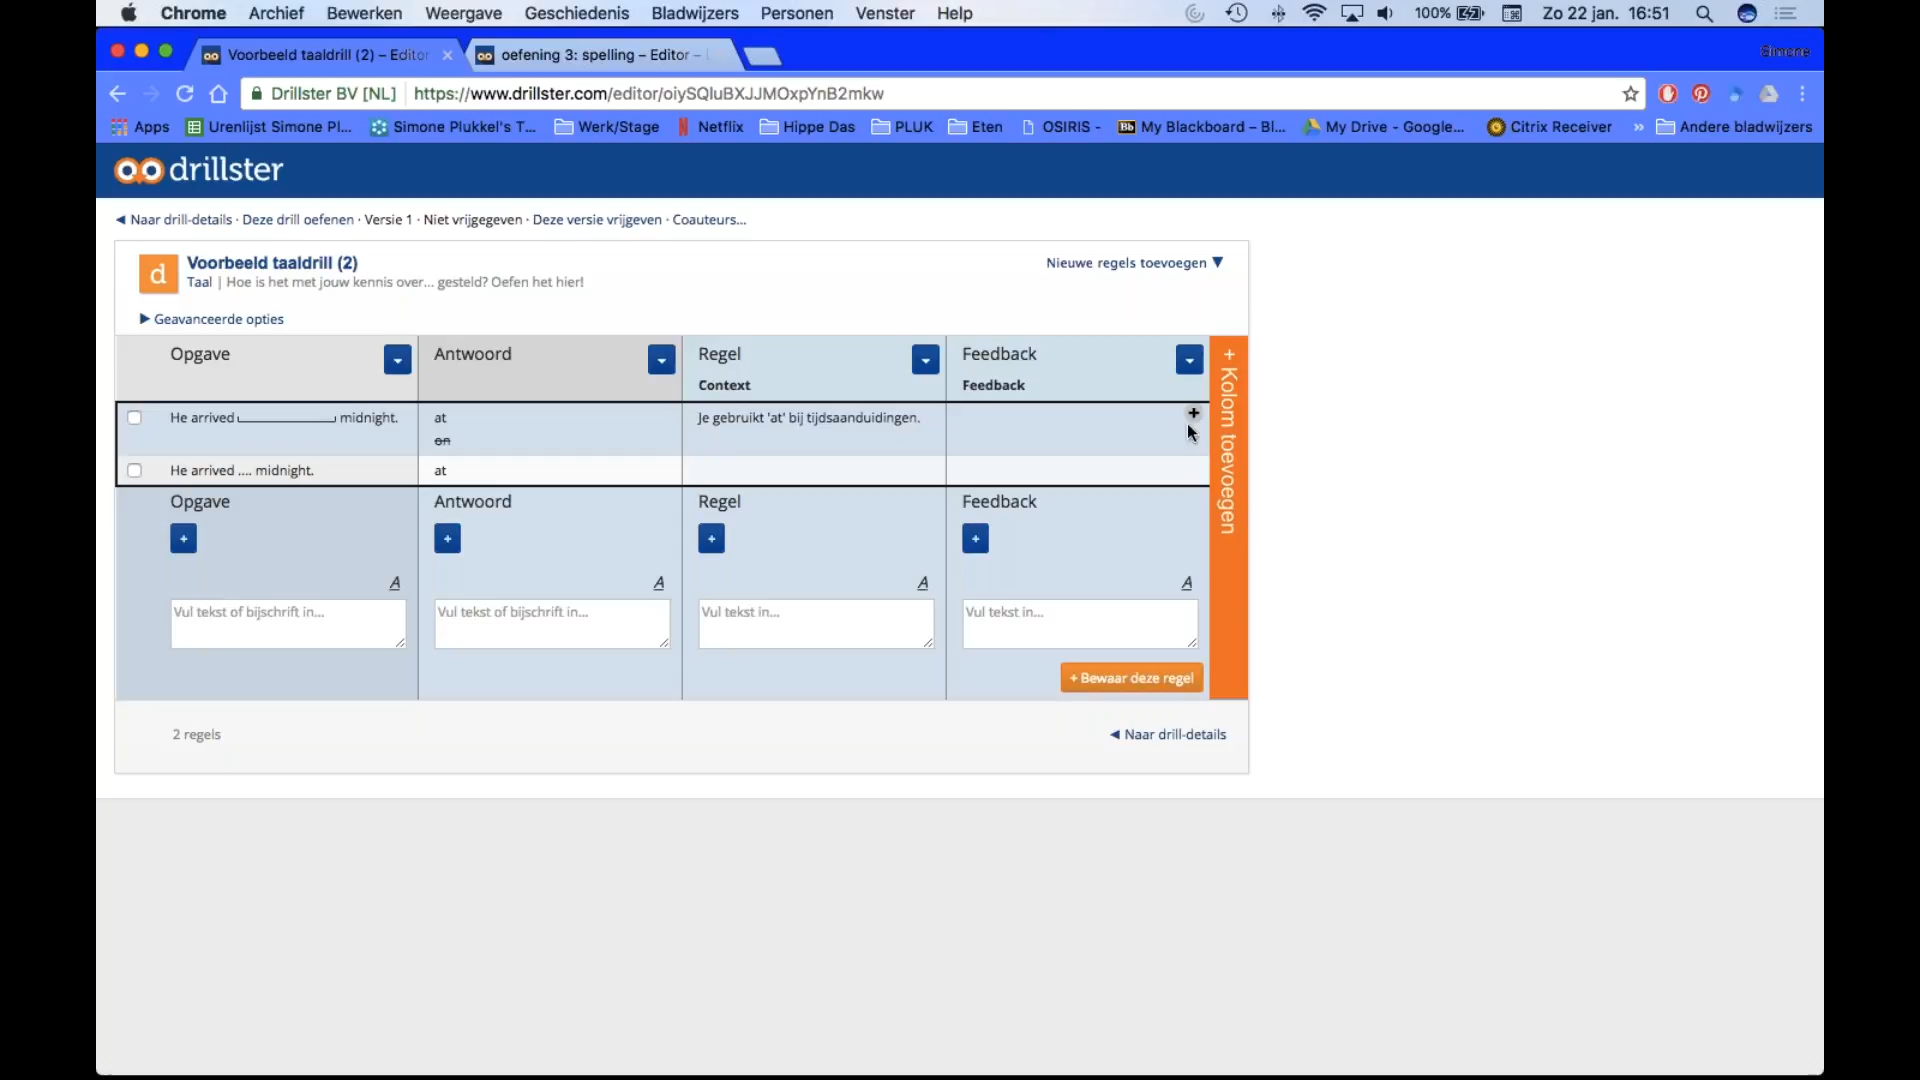 Chrome Archief Bewerken Weergave Geschiedenis Bladwijzers Personen Venster Help 100% Zo 22 jan. 16:51
Voorbeeld taaldrill (2) – Editor oefening 3: spelling – Editor – Simone
Drillster BV [NL] https://www.drillster.com/editor/oiySQIuBXJJMOxpYnB2mkw
Apps Urenlijst Simone Pl... Simone Plukkel's T... Werk/Stage Netflix Hippe Das PLUK Eten OSIRIS - Bb My Blackboard – Bl... My Drive - Google... Citrix Receiver » Andere bladwijzers
drillster
◀ Naar drill-details · Deze drill oefenen · Versie 1 · Niet vrijgegeven · Deze versie vrijgeven · Coauteurs...
d Voorbeeld taaldrill (2) Nieuwe regels toevoegen ▼
Taal | Hoe is het met jouw kennis over... gesteld? Oefen het hier!
▶ Geavanceerde opties
Opgave Antwoord Regel Feedback
Context Feedback
+ Kolom toevoegen
He arrived ____________ midnight. at Je gebruikt 'at' bij tijdsaanduidingen. +
on
He arrived .... midnight. at
Opgave Antwoord Regel Feedback
+ + + +
A A A A
Vul tekst of bijschrift in... Vul tekst of bijschrift in... Vul tekst in... Vul tekst in...
+ Bewaar deze regel
2 regels ◀ Naar drill-details